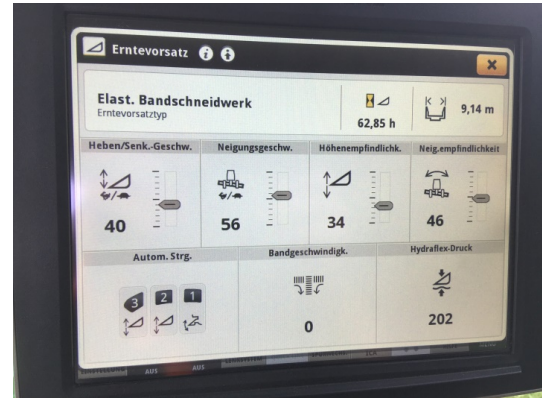 Erntevorsatz
Elast. Bandschneidwerk
Erntevorsatztyp
62,85 h
9,14 m
Heben/Senk.-Geschw.
Neigungsgeschw.
Höhenempfindlichk.
Neig.empfindlichkeit
40
56
34
46
Autom. Strg.
Bandgeschwindigk.
Hydraflex-Druck
3 2 1
0
202
AUS
AUS